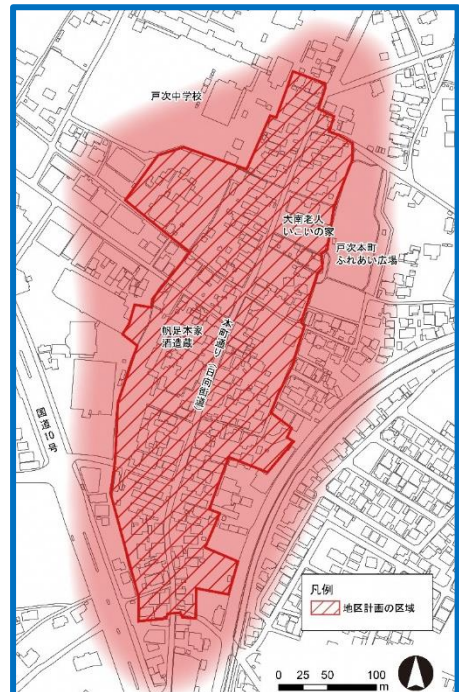 戸次中学校
大南老人
いこいの家
戸次本町
ふれあい広場
帆足本家
酒造蔵
本町通り(日向街道)
国道10号
凡例
地区計画の区域
0 25 50 100
m